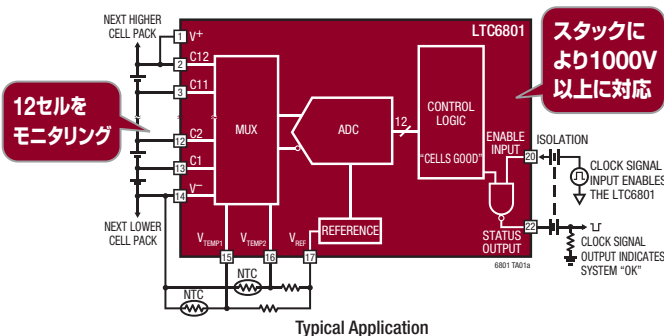 NEXT HIGHER
CELL PACK
LTC6801
スタックに
より1000V
以上に対応
12セルを
モニタリング
1 V+
2 C12
3 C11
12 C2
13 C1
14 V−
MUX
ADC
12
CONTROL
LOGIC
"CELLS GOOD"
ENABLE
INPUT
ISOLATION
20
CLOCK SIGNAL
INPUT ENABLES
THE LTC6801
NEXT LOWER
CELL PACK
VTEMP1
VTEMP2
VREF
REFERENCE
STATUS
OUTPUT
22
15
16
17
6801 TA01a
CLOCK SIGNAL
OUTPUT INDICATES
SYSTEM "OK"
NTC
NTC
Typical Application